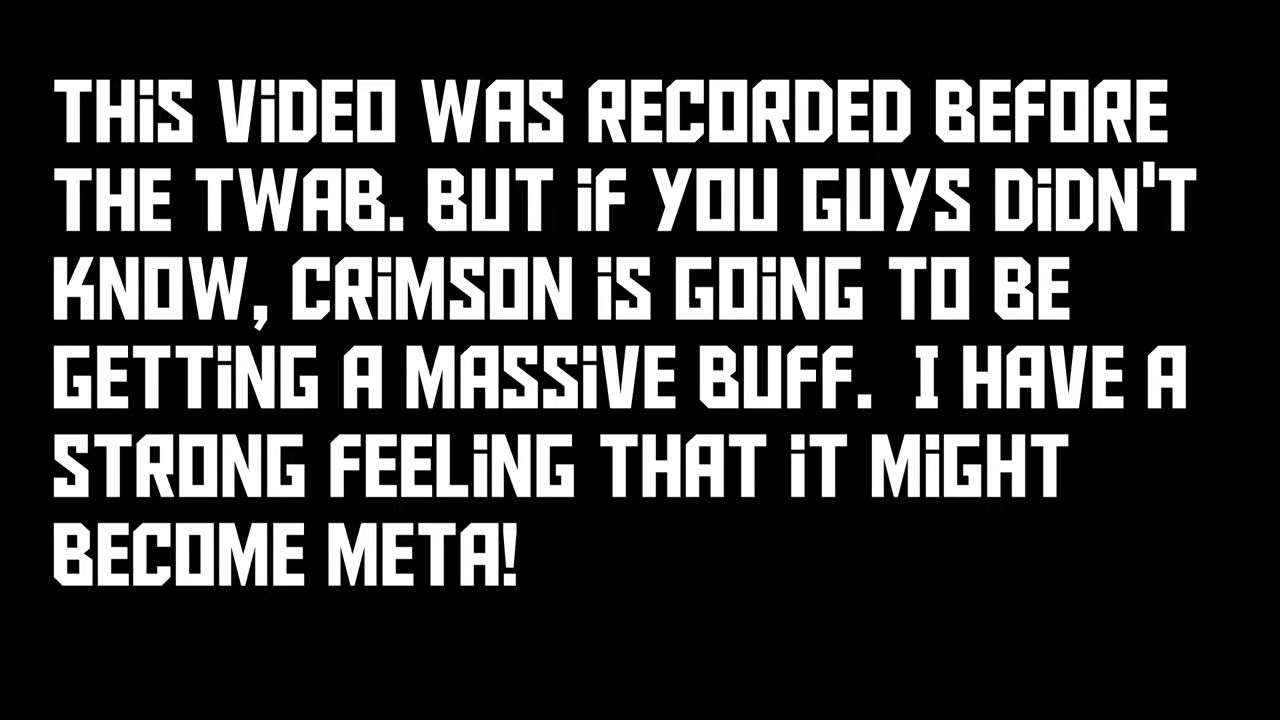 THiS ViDEO WAS RECORDED BEFORE
THE TWAB. BUT iF YOU GUYS DiDN'T
KNOW, CRiMSON iS GOiNG TO BE
GETTiNG A MASSiVE BUFF.  I HAVE A
STRONG FEELiNG THAT iT MiGHT
BECOME META!